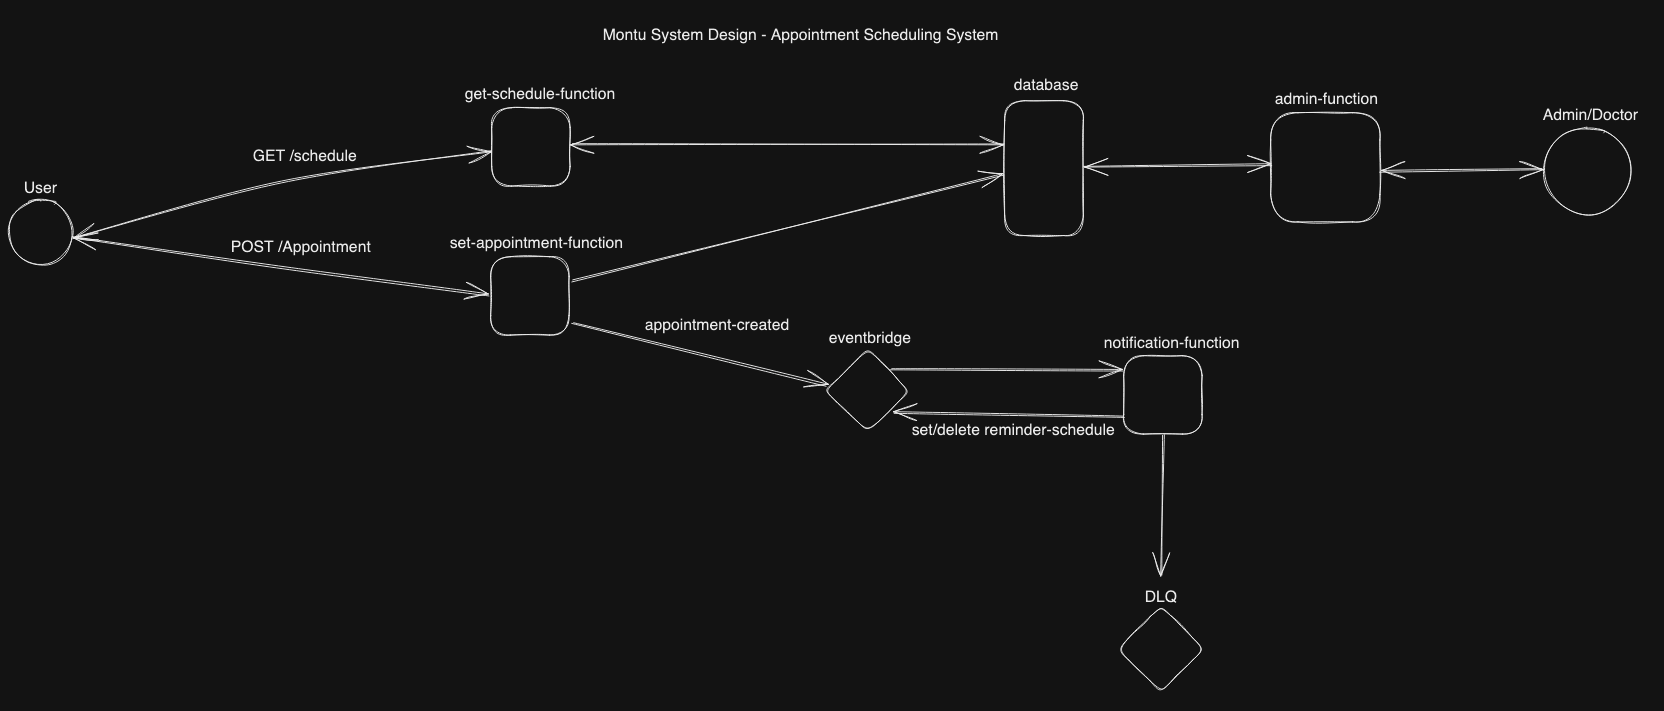 Montu System Design - Appointment Scheduling System
database
get-schedule-function
admin-function
Admin/Doctor
GET /schedule
User
POST /Appointment
set-appointment-function
appointment-created
eventbridge
notification-function
set/delete reminder-schedule
DLQ